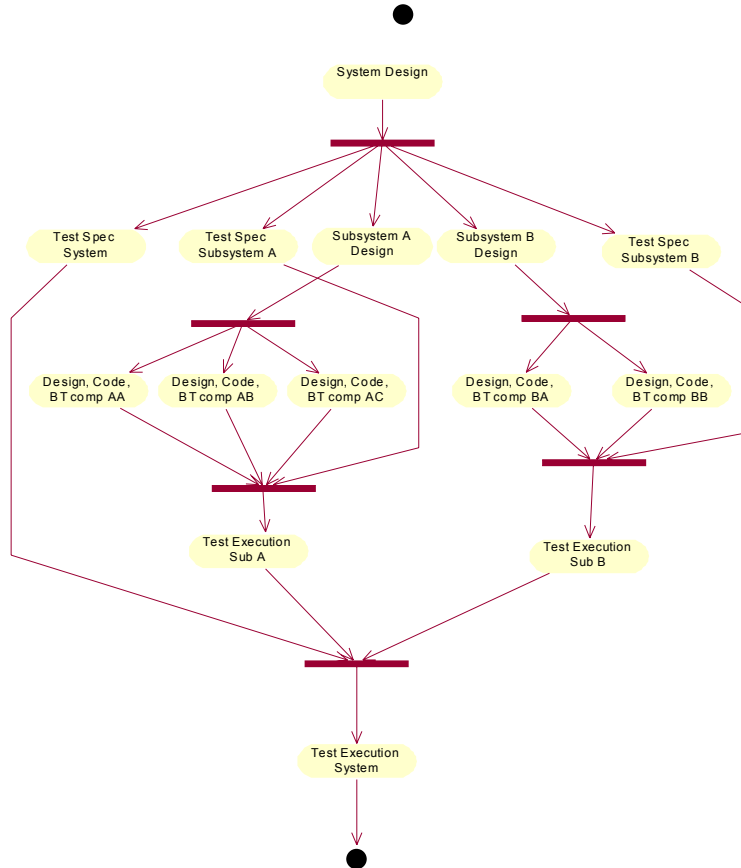 System Design
Test Spec
System
Test Spec
Subsystem A
Subsystem A
Design
Subsystem B
Design
Test Spec
Subsystem B
Design, Code,
BT comp AA
Design, Code,
BT comp AB
Design, Code,
BT comp AC
Design, Code,
BT comp BA
Design, Code,
BT comp BB
Test Execution
Sub A
Test Execution
Sub B
Test Execution
System